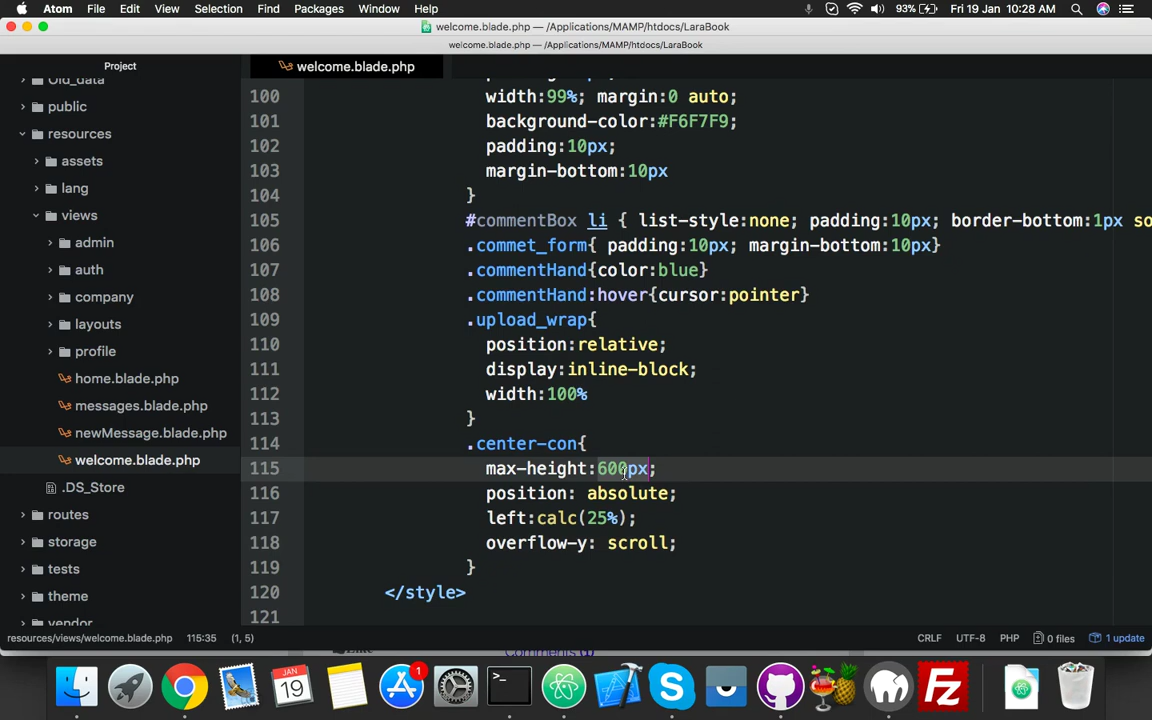 Atom File Edit View Selection Find Packages Window Help 93% Fri 19 Jan 10:28 AM
welcome.blade.php — /Applications/MAMP/htdocs/LaraBook
welcome.blade.php — /Applications/MAMP/htdocs/LaraBook
Project
welcome.blade.php
Old_data
public
resources
assets
lang
views
admin
auth
company
layouts
profile
home.blade.php
messages.blade.php
newMessage.blade.php
welcome.blade.php
.DS_Store
routes
storage
tests
theme
vendor
100 width:99%; margin:0 auto;
101 background-color:#F6F7F9;
102 padding:10px;
103 margin-bottom:10px
104 }
105 #commentBox li { list-style:none; padding:10px; border-bottom:1px so
106 .commet_form{ padding:10px; margin-bottom:10px}
107 .commentHand{color:blue}
108 .commentHand:hover{cursor:pointer}
109 .upload_wrap{
110 position:relative;
111 display:inline-block;
112 width:100%
113 }
114 .center-con{
115 max-height:600px;
116 position: absolute;
117 left:calc(25%);
118 overflow-y: scroll;
119 }
120 </style>
121
resources/views/welcome.blade.php 115:35 (1, 5) CRLF UTF-8 PHP 0 files 1 update
JAN
19
1